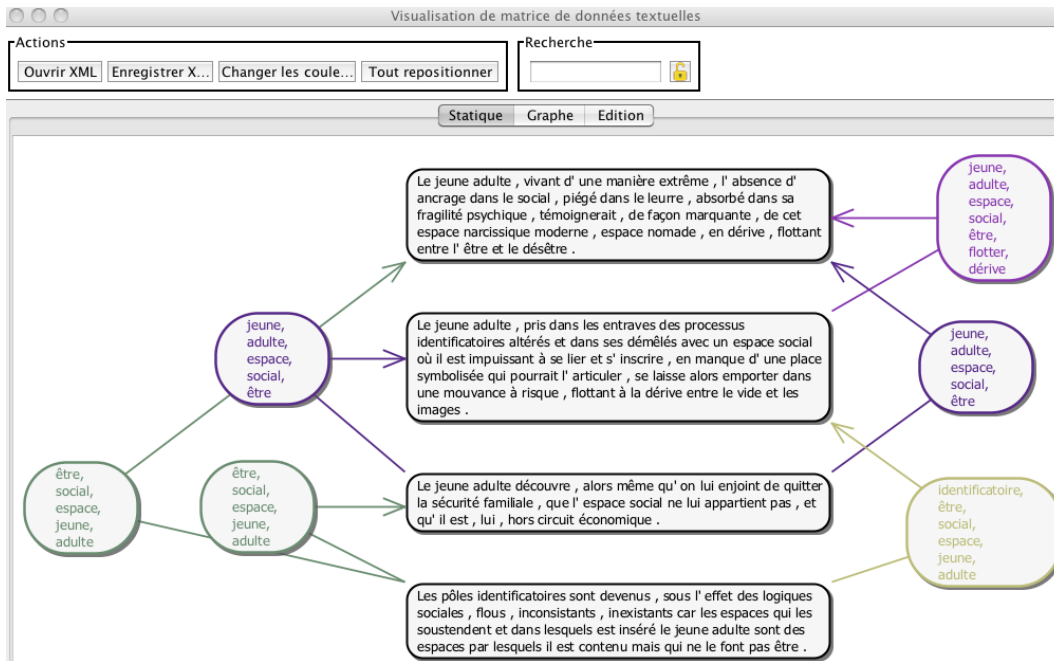 Visualisation de matrice de données textuelles
Actions
Recherche
Ouvrir XML
Enregistrer X...
Changer les coule...
Tout repositionner
Statique
Graphe
Edition
Le jeune adulte , vivant d' une manière extrême , l' absence d'
ancrage dans le social , piégé dans le leurre , absorbé dans sa
fragilité psychique , témoignerait , de façon marquante , de cet
espace narcissique moderne , espace nomade , en dérive , flottant
entre l' être et le désêtre .
jeune,
adulte,
espace,
social,
être,
flotter,
dérive
jeune,
adulte,
espace,
social,
être
Le jeune adulte , pris dans les entraves des processus
identificatoires altérés et dans ses démêlés avec un espace social
où il est impuissant à se lier et s' inscrire , en manque d' une place
symbolisée qui pourrait l' articuler , se laisse alors emporter dans
une mouvance à risque , flottant à la dérive entre le vide et les
images .
jeune,
adulte,
espace,
social,
être
être,
social,
espace,
jeune,
adulte
être,
social,
espace,
jeune,
adulte
Le jeune adulte découvre , alors même qu' on lui enjoint de quitter
la sécurité familiale , que l' espace social ne lui appartient pas , et
qu' il est , lui , hors circuit économique .
identificatoire,
être,
social,
espace,
jeune,
adulte
Les pôles identificatoires sont devenus , sous l' effet des logiques
sociales , flous , inconsistants , inexistants car les espaces qui les
soustendent et dans lesquels est inséré le jeune adulte sont des
espaces par lesquels il est contenu mais qui ne le font pas être .